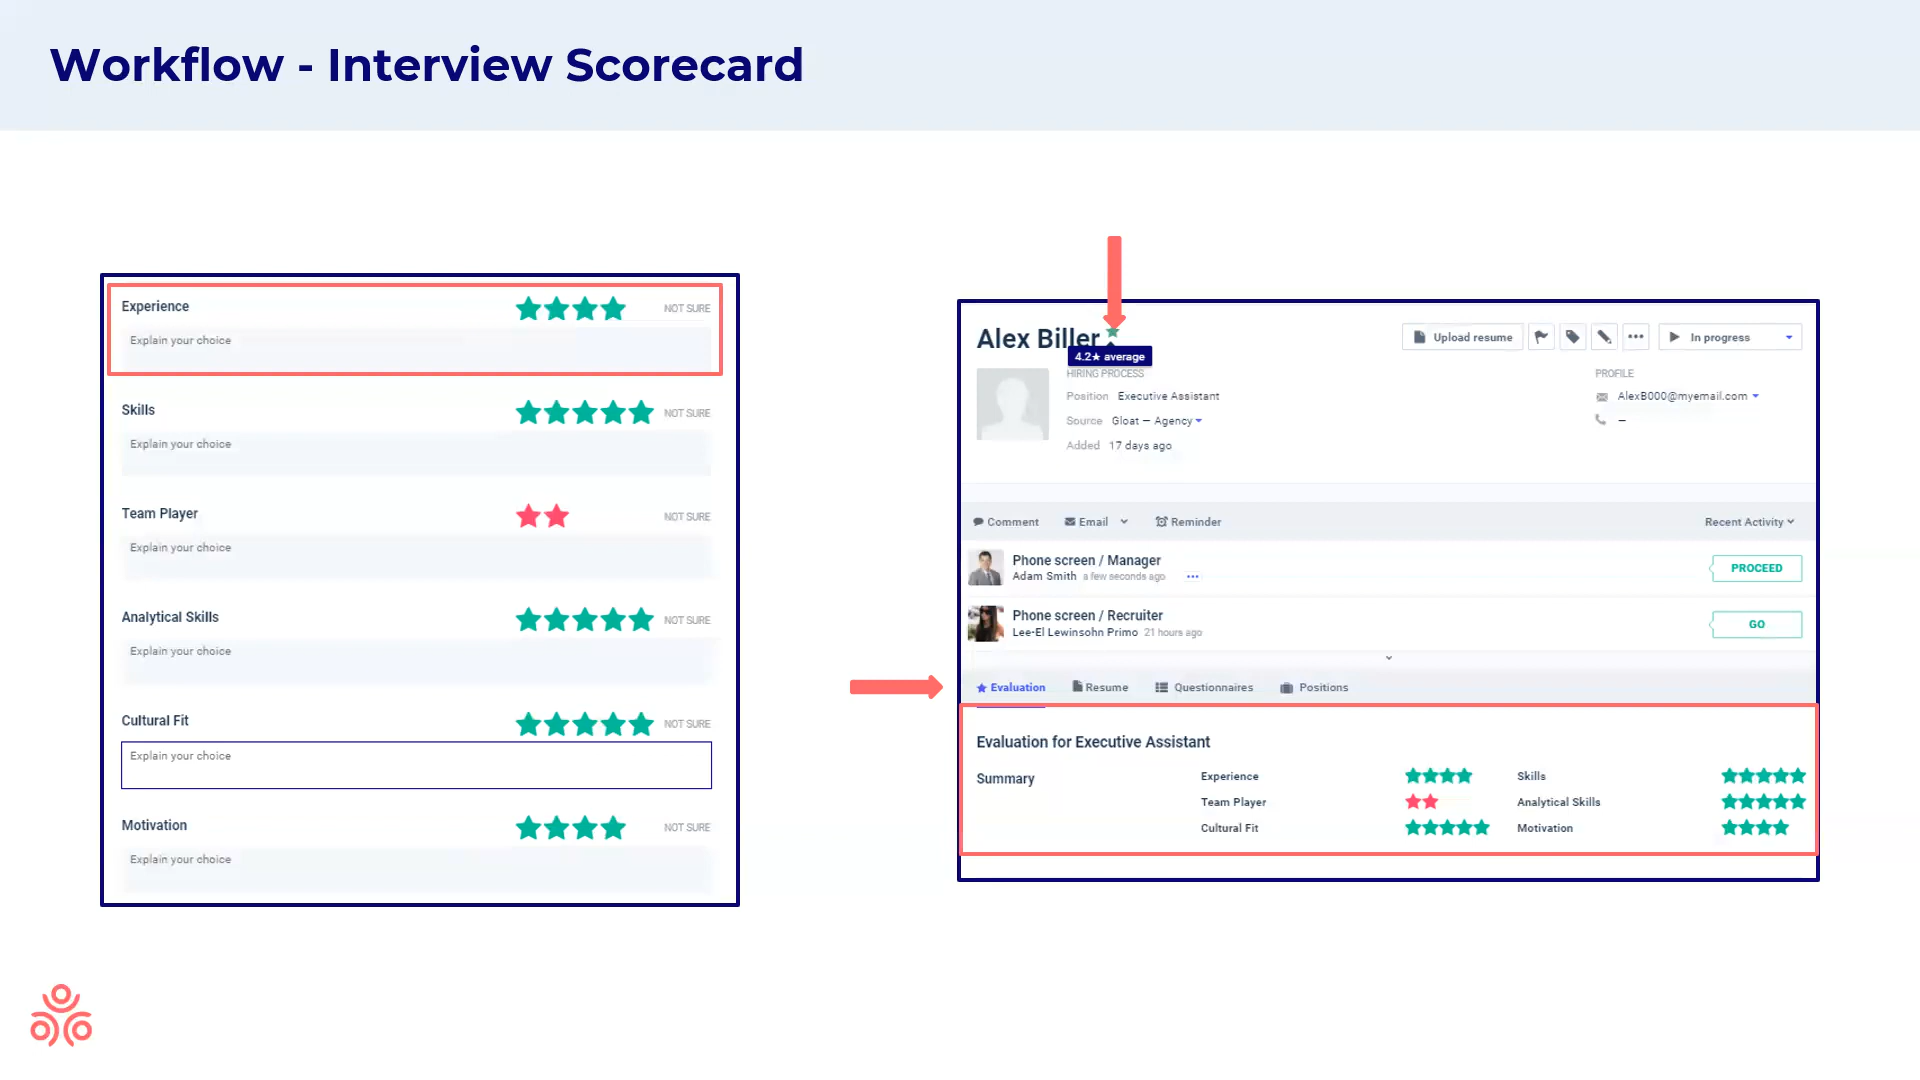 Workflow - Interview Scorecard
Experience
NOT SURE
Explain your choice
Skills
NOT SURE
Explain your choice
Team Player
NOT SURE
Explain your choice
Analytical Skills
NOT SURE
Explain your choice
Cultural Fit
NOT SURE
Explain your choice
Motivation
NOT SURE
Explain your choice
Alex Biller
4.2★ average
Upload resume
In progress
HIRING PROCESS
Position Executive Assistant
Source Gloat – Agency
Added 17 days ago
PROFILE
AlexB000@myemail.com
–
Comment Email Reminder Recent Activity
Phone screen / Manager
Adam Smith a few seconds ago
PROCEED
Phone screen / Recruiter
Lee-El Lewinsohn Primo 21 hours ago
GO
Evaluation Resume Questionnaires Positions
Evaluation for Executive Assistant
Summary
Experience Skills
Team Player Analytical Skills
Cultural Fit Motivation